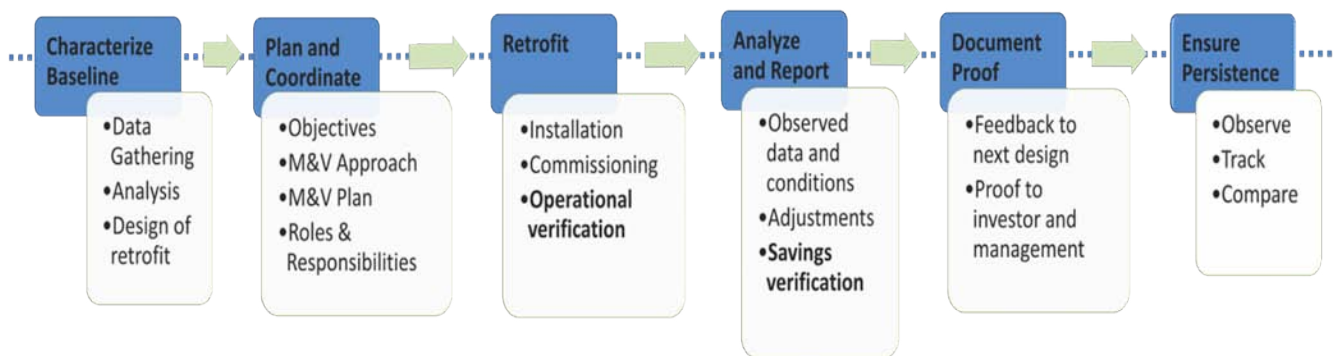 Characterize
Baseline
•Data
Gathering
•Analysis
•Design of
retrofit
Plan and
Coordinate
•Objectives
•M&V Approach
•M&V Plan
•Roles &
Responsibilities
Retrofit
•Installation
•Commissioning
•Operational
verification
Analyze
and Report
•Observed
data and
conditions
•Adjustments
•Savings
verification
Document
Proof
•Feedback to
next design
•Proof to
investor and
management
Ensure
Persistence
•Observe
•Track
•Compare